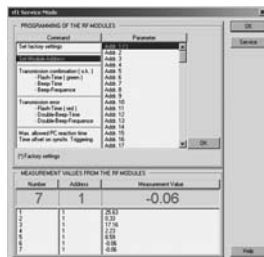 rf1 Service Mode
PROGRAMMING OF THE RF MODULES
Command
Parameter
OK
Service
Set factory settings
Set Module Address
Transmission confirmation ( o.k. )
- Flash-Time ( green )
- Beep-Time
- Beep-Frequence
Transmission error
- Flash-Time ( red )
- Double-Beep-Time
- Double-Beep-Frequence
Max. allowed PC reaction time
Time offset on synchr. Triggering
Addr. 1 (*)
Addr. 2
Addr. 3
Addr. 4
Addr. 5
Addr. 6
Addr. 7
Addr. 8
Addr. 9
Addr. 10
Addr. 11
Addr. 12
Addr. 13
Addr. 14
Addr. 15
Addr. 16
Addr. 17
OK
(*) Factory settings
MEASUREMENT VALUES FROM THE RF MODULES
Number Address Measurement Value
7 1 -0.06
1 1 25.63
2 1 0.33
3 1 17.16
4 1 2.23
5 1 8.59
6 1 -0.06
7 1 -0.06
Help